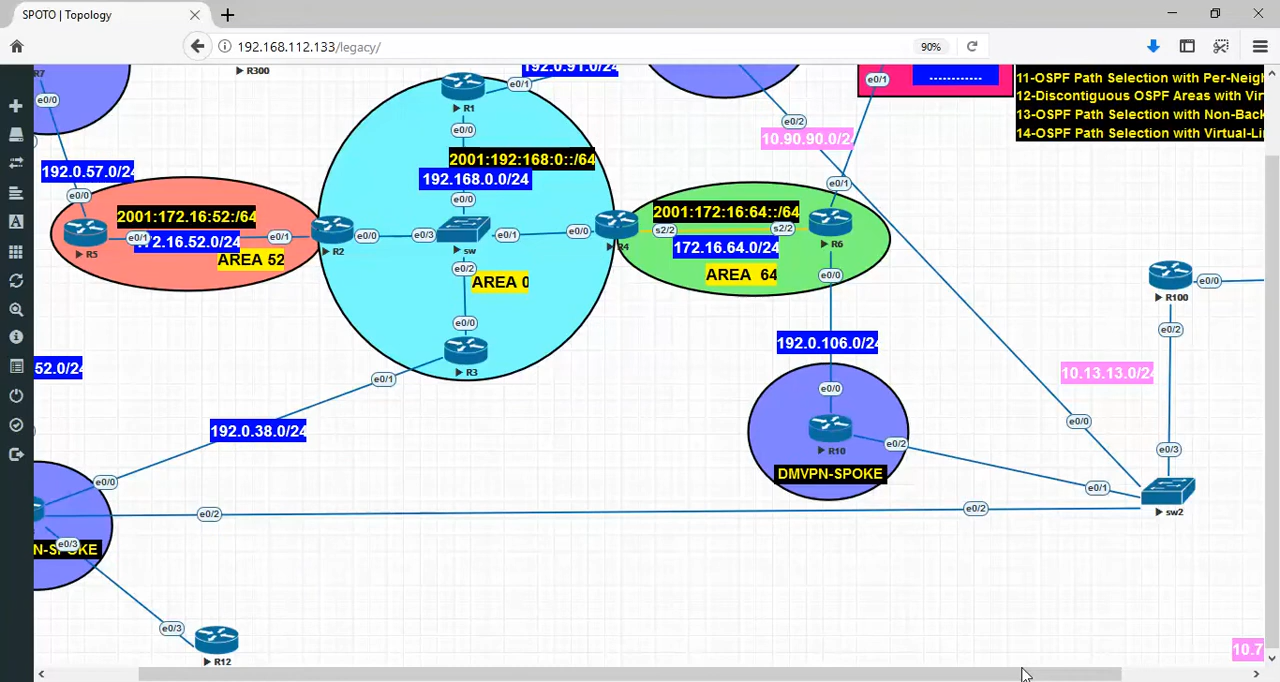 SPOTO | Topology
192.168.112.133/legacy/
90%
R7
R300
192.0.91.0/24
e0/1
e0/0
R1
e0/0
e0/1
11-OSPF Path Selection with Per-Neigh
12-Discontiguous OSPF Areas with Vir
13-OSPF Path Selection with Non-Back
14-OSPF Path Selection with Virtual-Li
e0/2
10.90.90.0/24
192.0.57.0/24
e0/0
2001:192:168:0::/64
192.168.0.0/24
e0/0
e0/1
2001:172.16:52:/64
172.16.52.0/24
e0/1
e0/1
R5
AREA 52
R2
e0/0
e0/3
sw
e0/1
e0/0
e0/2
AREA 0
R4
2001:172:16:64::/64
s2/2
s2/2
172.16.64.0/24
AREA 64
R6
e0/0
R100
e0/0
e0/2
e0/0
R3
e0/1
52.0/24
192.0.106.0/24
e0/0
10.13.13.0/24
192.0.38.0/24
R10
e0/2
DMVPN-SPOKE
e0/0
e0/3
e0/1
sw2
e0/0
e0/2
e0/2
N-SPOKE
e0/3
e0/3
R12
10.7